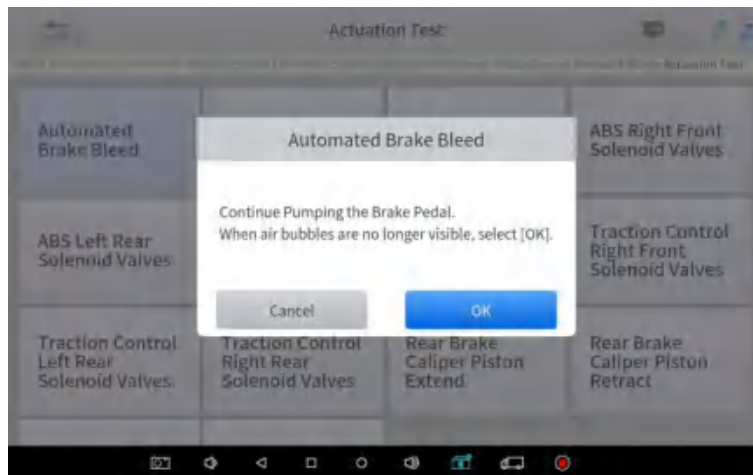 Actuation Test
Actuation Test
Automated
Brake Bleed
ABS Right Front
Solenoid Valves
Automated Brake Bleed
Continue Pumping the Brake Pedal.
When air bubbles are no longer visible, select [OK].
Cancel
OK
ABS Left Rear
Solenoid Valves
Traction Control
Right Front
Solenoid Valves
Traction Control
Left Rear
Solenoid Valves
Traction Control
Right Rear
Solenoid Valves
Rear Brake
Caliper Piston
Extend
Rear Brake
Caliper Piston
Retract